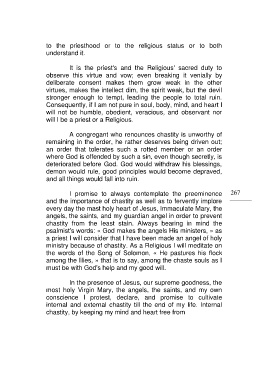 to the priesthood or to the religious status or to both
understand it.
It is the priest's and the Religious' sacred duty to
observe this virtue and vow; even breaking it venially by
deliberate consent makes them grow weak in the other
virtues, makes the intellect dim, the spirit weak, but the devil
stronger enough to tempt, leading the people to total ruin.
Consequently, if I am not pure in soul, body, mind, and heart I
will not be humble, obedient, veracious, and observant nor
will I be a priest or a Religious.
A congregant who renounces chastity is unworthy of
remaining in the order, he rather deserves being driven out;
an order that tolerates such a rotted member or an order
where God is offended by such a sin, even though secretly, is
deteriorated before God. God would withdraw his blessings,
demon would rule, good principles would become depraved,
and all things would fall into ruin.
I promise to always contemplate the preeminence 267
and the importance of chastity as well as to fervently implore
every day the mast holy heart of Jesus, Immaculate Mary, the
angels, the saints, and my guardian angel in order to prevent
chastity from the least stain. Always bearing in mind the
psalmist's words: « God makes the angels His ministers, » as
a priest I will consider that I have been made an angel of holy
ministry because of chastity. As a Religious I will meditate on
the words of the Song of Solomon, « He pastures his flock
among the lilies, » that is to say, among the chaste souls as I
must be with God's help and my good will.
In the presence of Jesus, our supreme goodness, the
most holy Virgin Mary, the angels, the saints, and my own
conscience I protest, declare, and promise to cultivate
internal and external chastity till the end of my life. Internal
chastity, by keeping my mind and heart free from